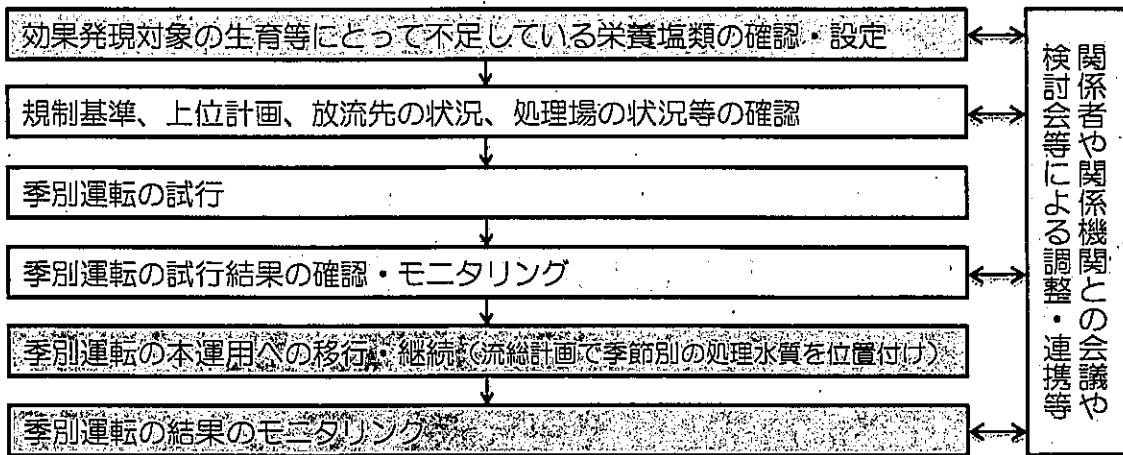 効果発現対象の生育等にとって不足している栄養塩類の確認・設定
規制基準、上位計画、放流先の状況、処理場の状況等の確認
季別運転の試行
季別運転の試行結果の確認・モニタリング
季別運転の本運用への移行・継続（流総計画で季節別の処理水質を位置付け）
季別運転の結果のモニタリング
関係者や関係機関との会議や
検討会等による調整・連携等